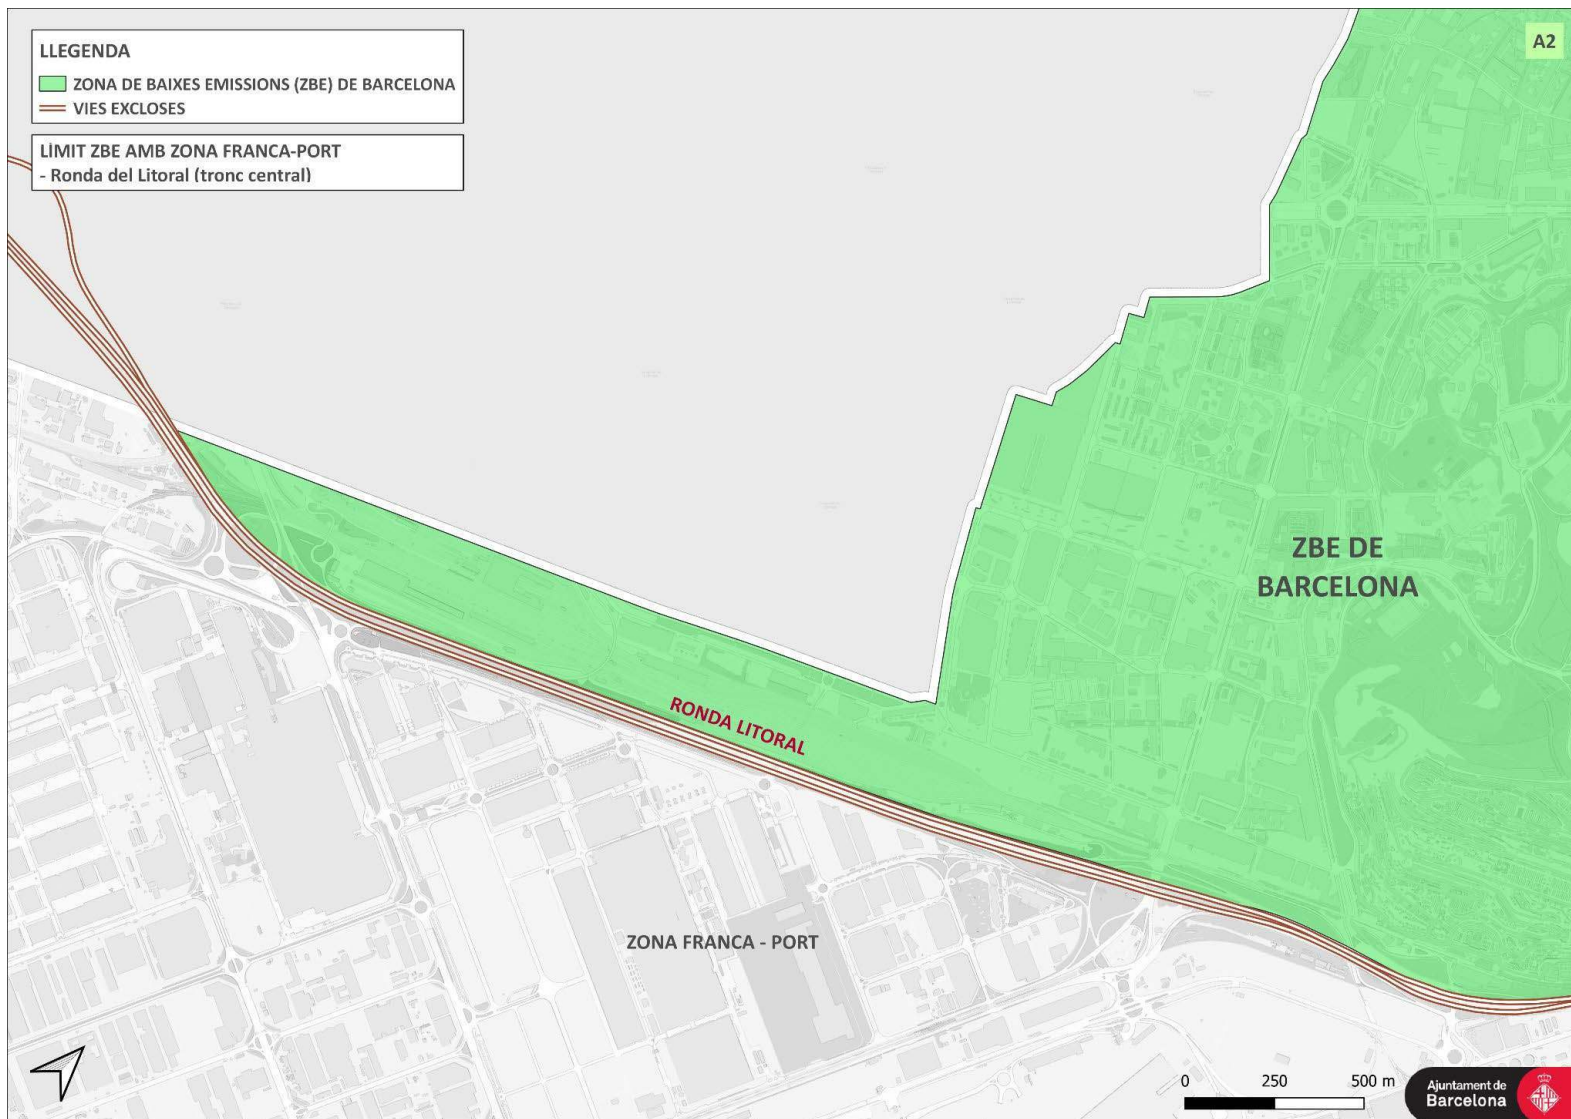 LLEGENDA
ZONA DE BAIXES EMISSIONS (ZBE) DE BARCELONA
VIES EXCLOSES
LÍMIT ZBE AMB ZONA FRANCA-PORT
- Ronda del Litoral (tronc central)
A2
ZBE DE
BARCELONA
RONDA LITORAL
ZONA FRANCA - PORT
0 250 500 m
Ajuntament de
Barcelona